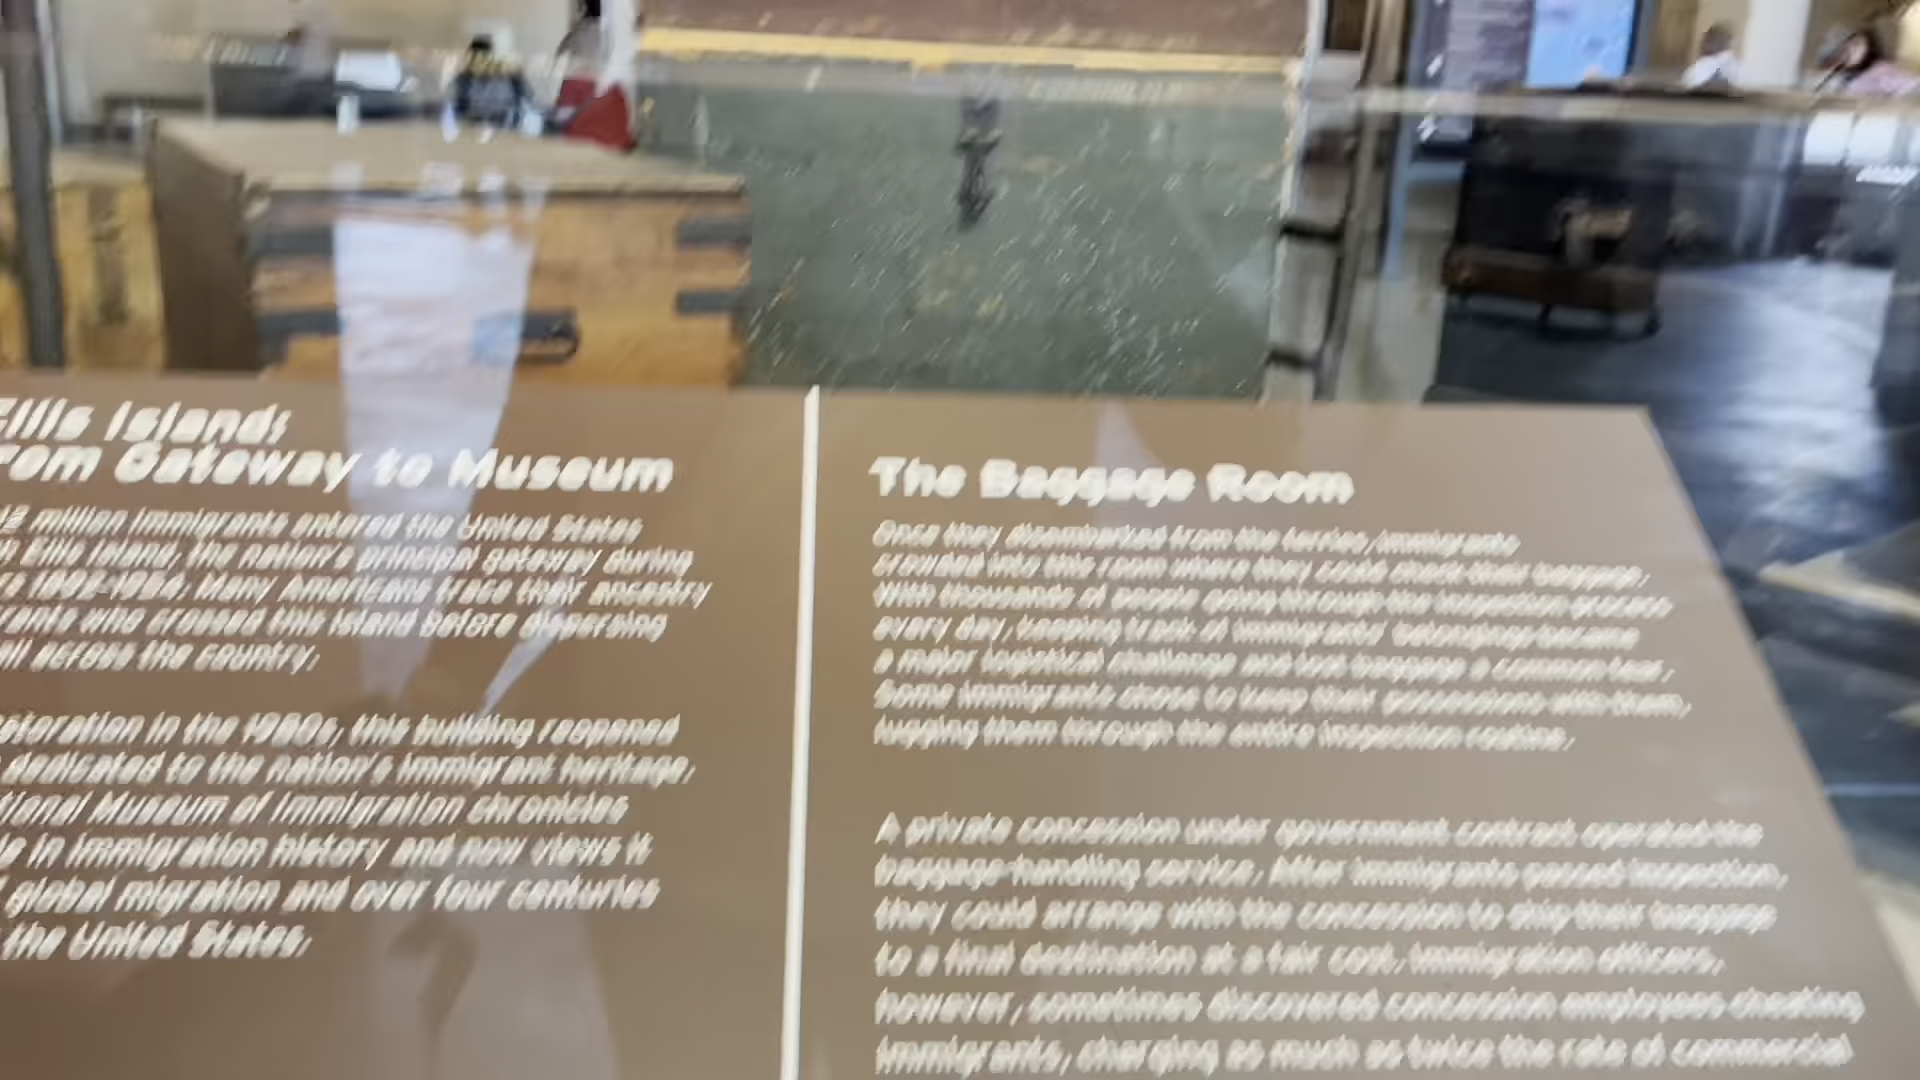 Ellis Island:
rom Gateway to Museum
12 million immigrants entered the United States
Ellis Island, the nation's principal gateway during
1892-1954. Many Americans trace their ancestry
who crossed this island before dispersing
all across the country.
restoration in the 1980s, this building reopened
dedicated to the nation's immigrant heritage.
tional Museum of Immigration chronicles
in immigration history and now views it
global migration and over four centuries
the United States.
The Baggage Room
Once they disembarked from the ferries, immigrants
crowded into this room where they could check their baggage.
With thousands of people going through the inspection process
every day, keeping track of immigrants' belongings became
a major logistical challenge and lost baggage a common fear.
Some immigrants chose to keep their possessions with them,
lugging them through the entire inspection routine.
A private concession under government contract operated the
baggage-handling service. After immigrants passed inspection,
they could arrange with the concession to ship their baggage
to a final destination at a fair cost. Immigration officers,
however, sometimes discovered concession employees cheating
immigrants, charging as much as twice the rate of commercial